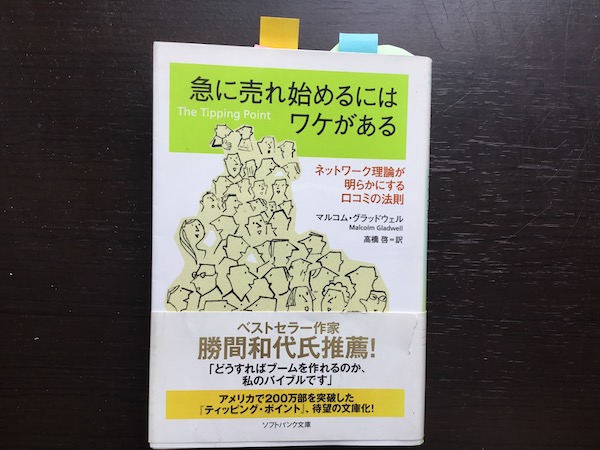 急に売れ始めるには
The Tipping Point
ワケがある
ネットワーク理論が
明らかにする
口コミの法則
マルコム・グラッドウェル
Malcolm Gladwell
高橋 啓=訳
ベストセラー作家
勝間和代氏推薦!
「どうすればブームを作れるのか、
私のバイブルです」
アメリカで200万部を突破した
『ティッピング・ポイント』、待望の文庫化!
ソフトバンク文庫